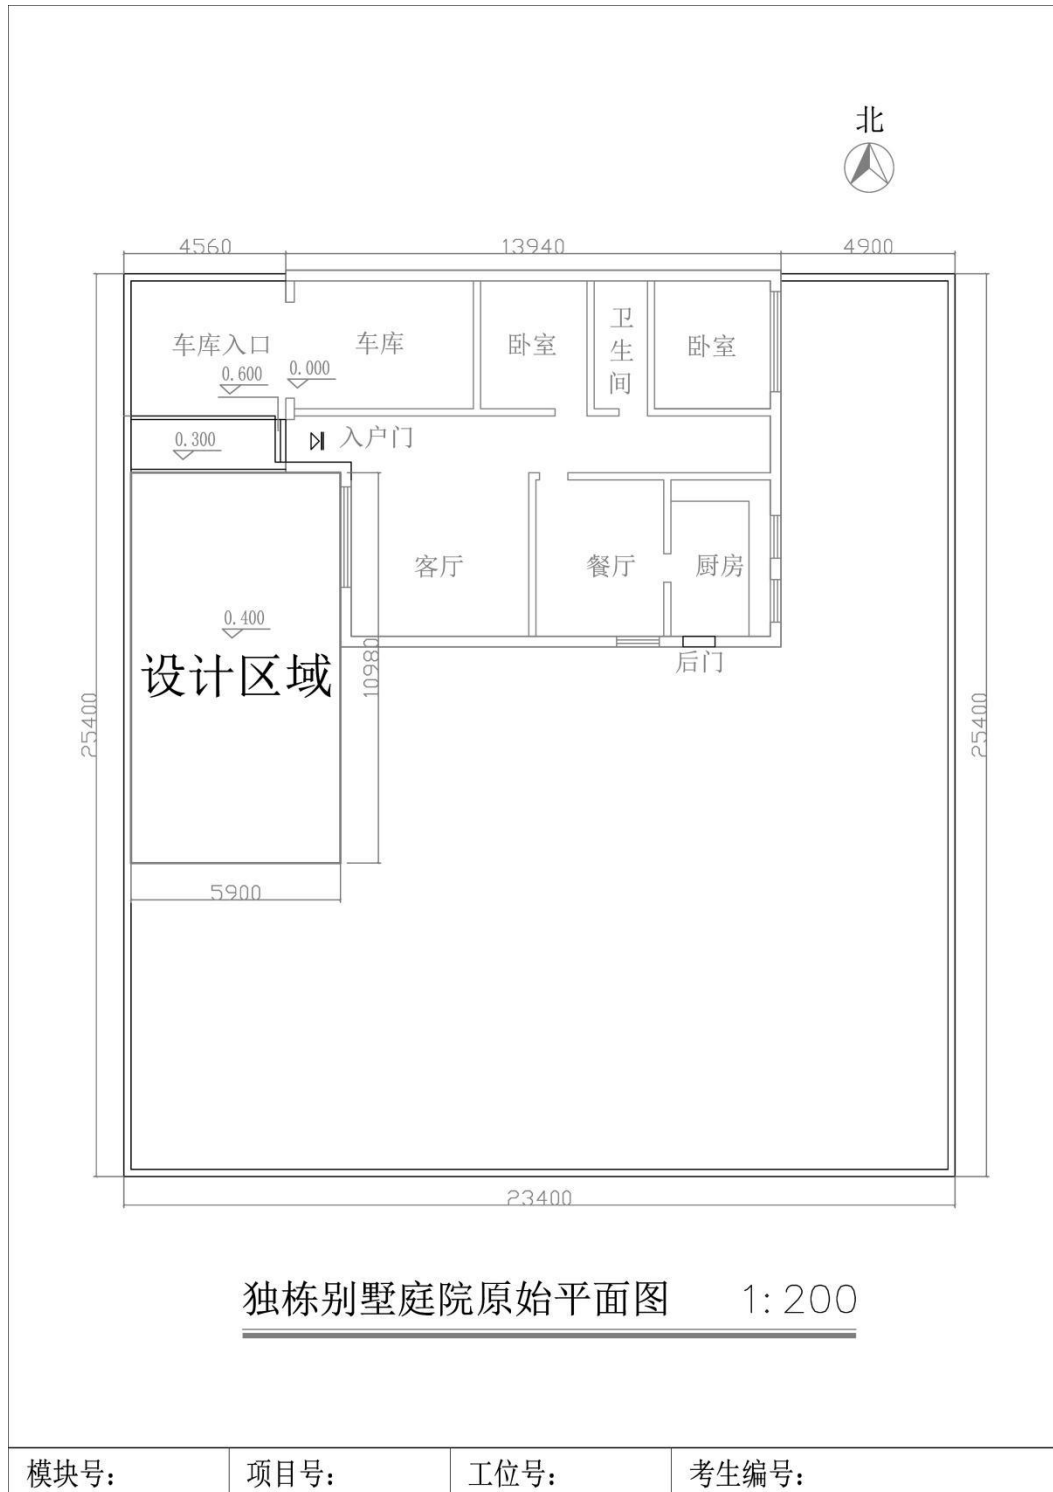 北
4560 13940 4900
车库入口 车库 卧室 卫生间 卧室
0.600 0.000
0.300 入户门
客厅 餐厅 厨房
0.400
设计区域
10980
后门
25400 25400
5900
23400
独栋别墅庭院原始平面图 1:200
模块号: 项目号: 工位号: 考生编号: